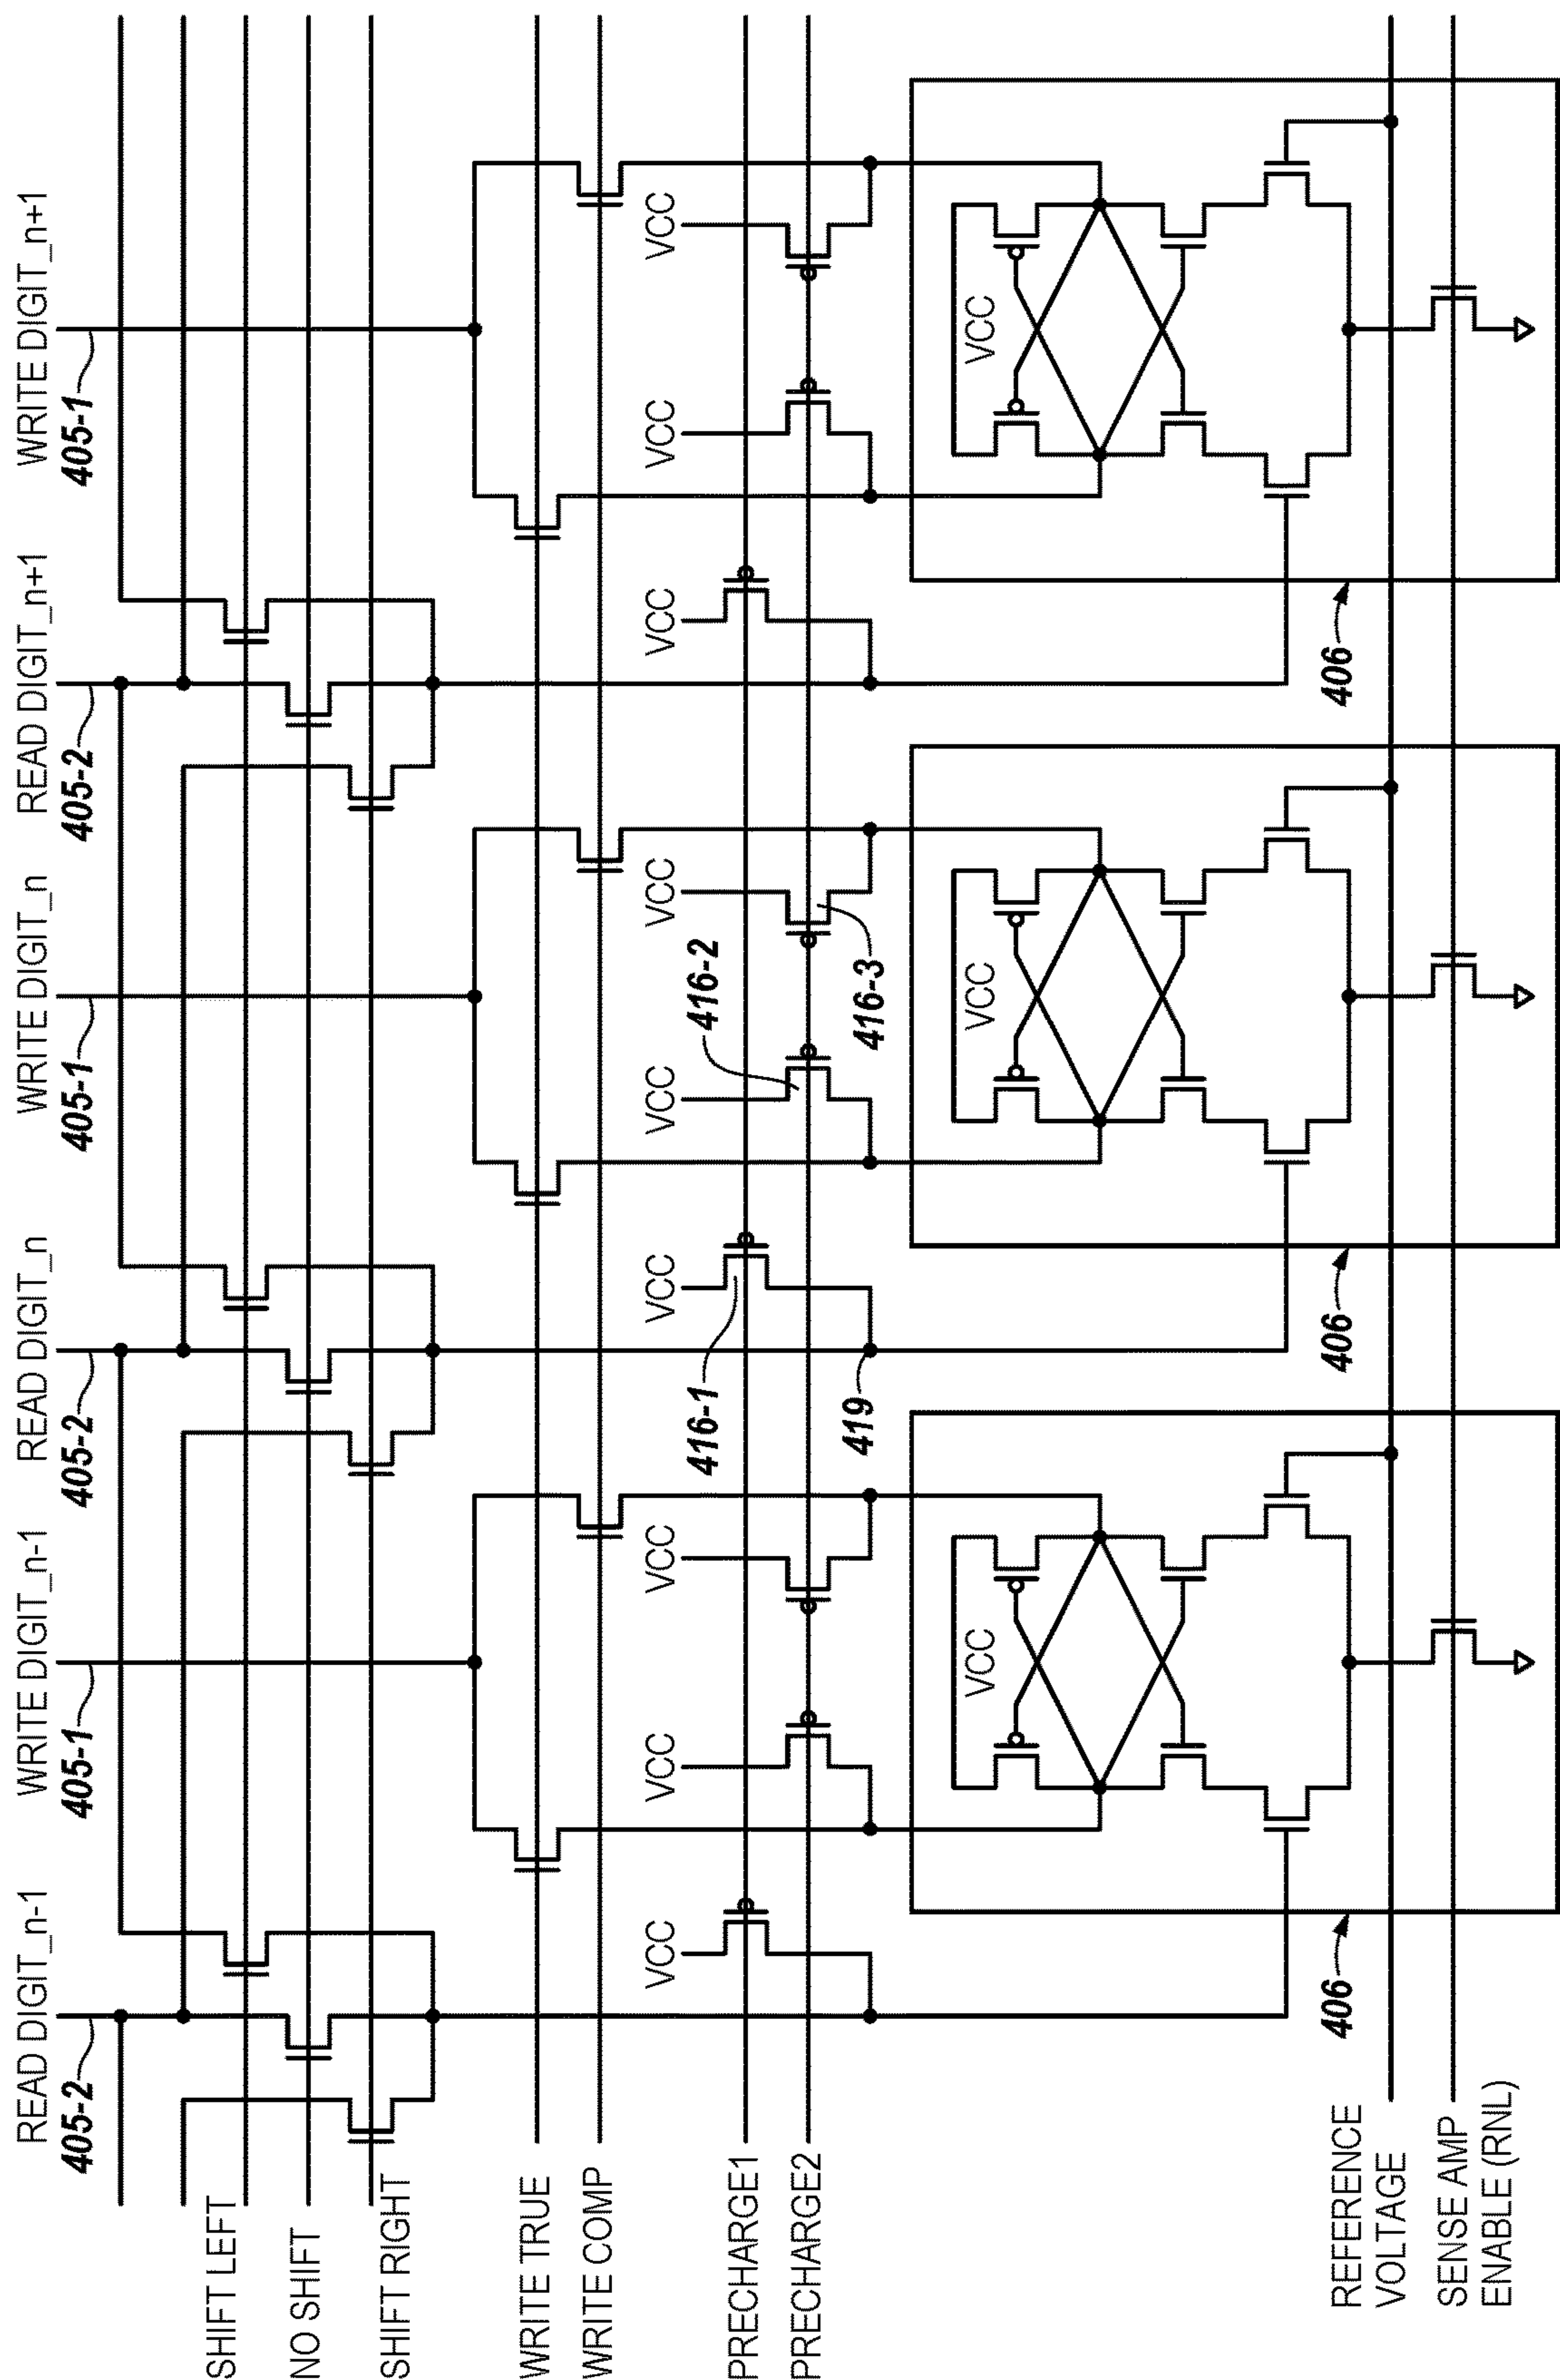 READ DIGIT_n-1
WRITE DIGIT_n-1
READ DIGIT_n
WRITE DIGIT_n
READ DIGIT_n+1
WRITE DIGIT_n+1
405-2
405-1
405-2
405-1
405-2
405-1
SHIFT LEFT
NO SHIFT
SHIFT RIGHT
WRITE TRUE
WRITE COMP
VCC
VCC
VCC
VCC
VCC
VCC
VCC
VCC
VCC
416-1
416-2
PRECHARGE1
PRECHARGE2
419
416-3
VCC
VCC
VCC
406
406
406
REFERENCE
VOLTAGE
SENSE AMP
ENABLE (RNL)